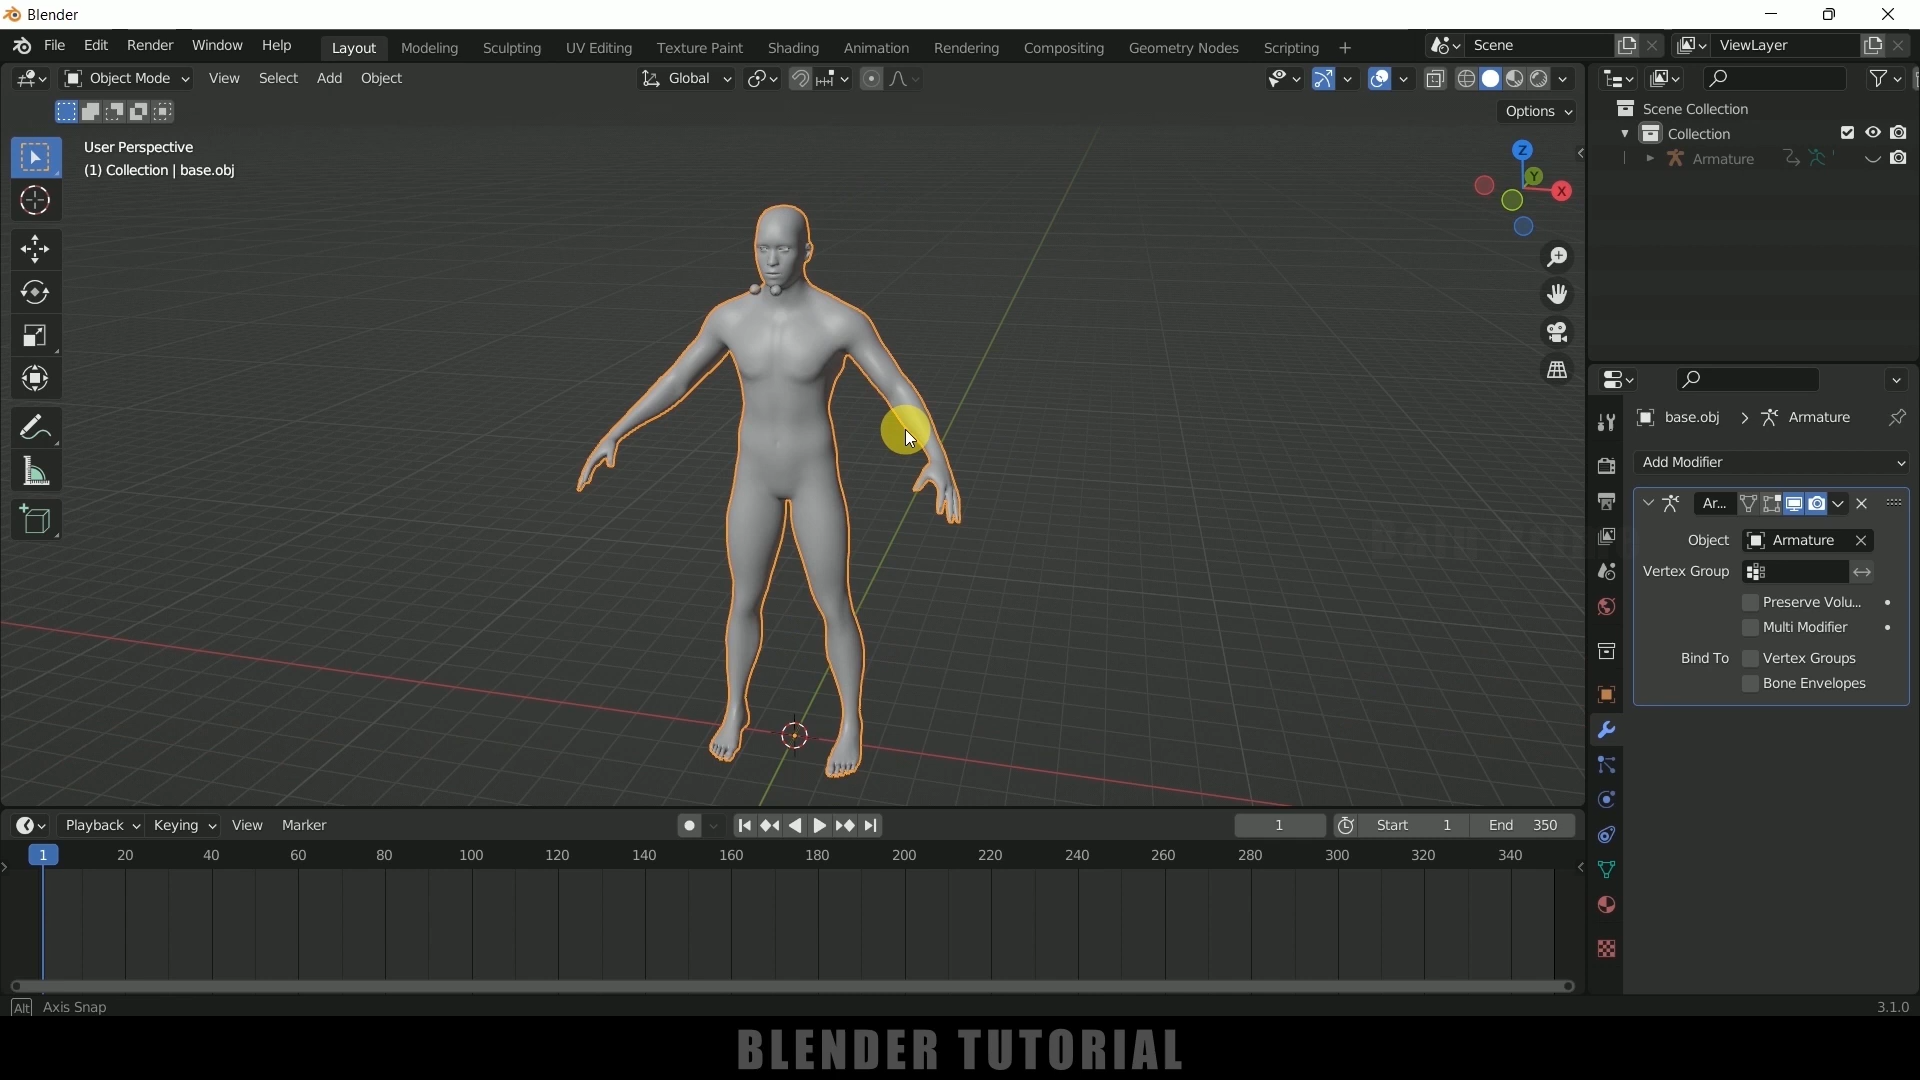 Blender
File Edit Render Window Help Layout Modeling Sculpting UV Editing Texture Paint Shading Animation Rendering Compositing Geometry Nodes Scripting + Scene ViewLayer
Object Mode View Select Add Object Global
Options
User Perspective
(1) Collection | base.obj
Z
Y
X
Scene Collection
Collection
Armature
base.obj > Armature
Add Modifier
Ar...
Object Armature
Vertex Group
Preserve Volu...
Multi Modifier
Bind To Vertex Groups
Bone Envelopes
Playback Keying View Marker 1 Start 1 End 350
1 20 40 60 80 100 120 140 160 180 200 220 240 260 280 300 320 340
Alt Axis Snap 3.1.0
BLENDER TUTORIAL